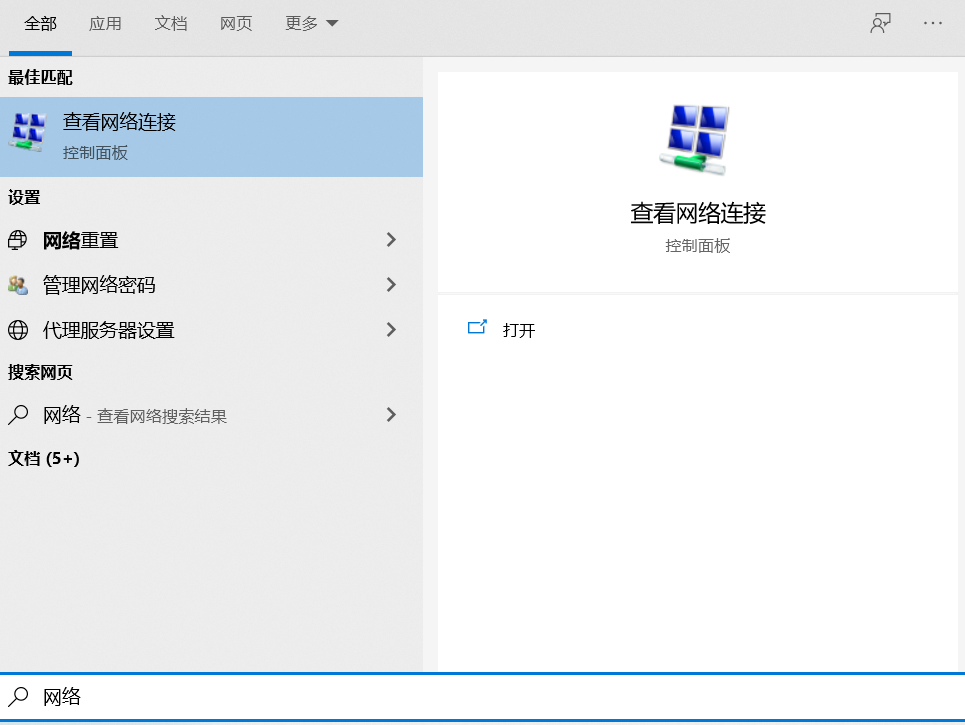 全部 应用 文档 网页 更多
最佳匹配
查看网络连接
控制面板
设置
网络重置
管理网络密码
代理服务器设置
搜索网页
网络 - 查看网络搜索结果
文档 (5+)
查看网络连接
控制面板
打开
网络